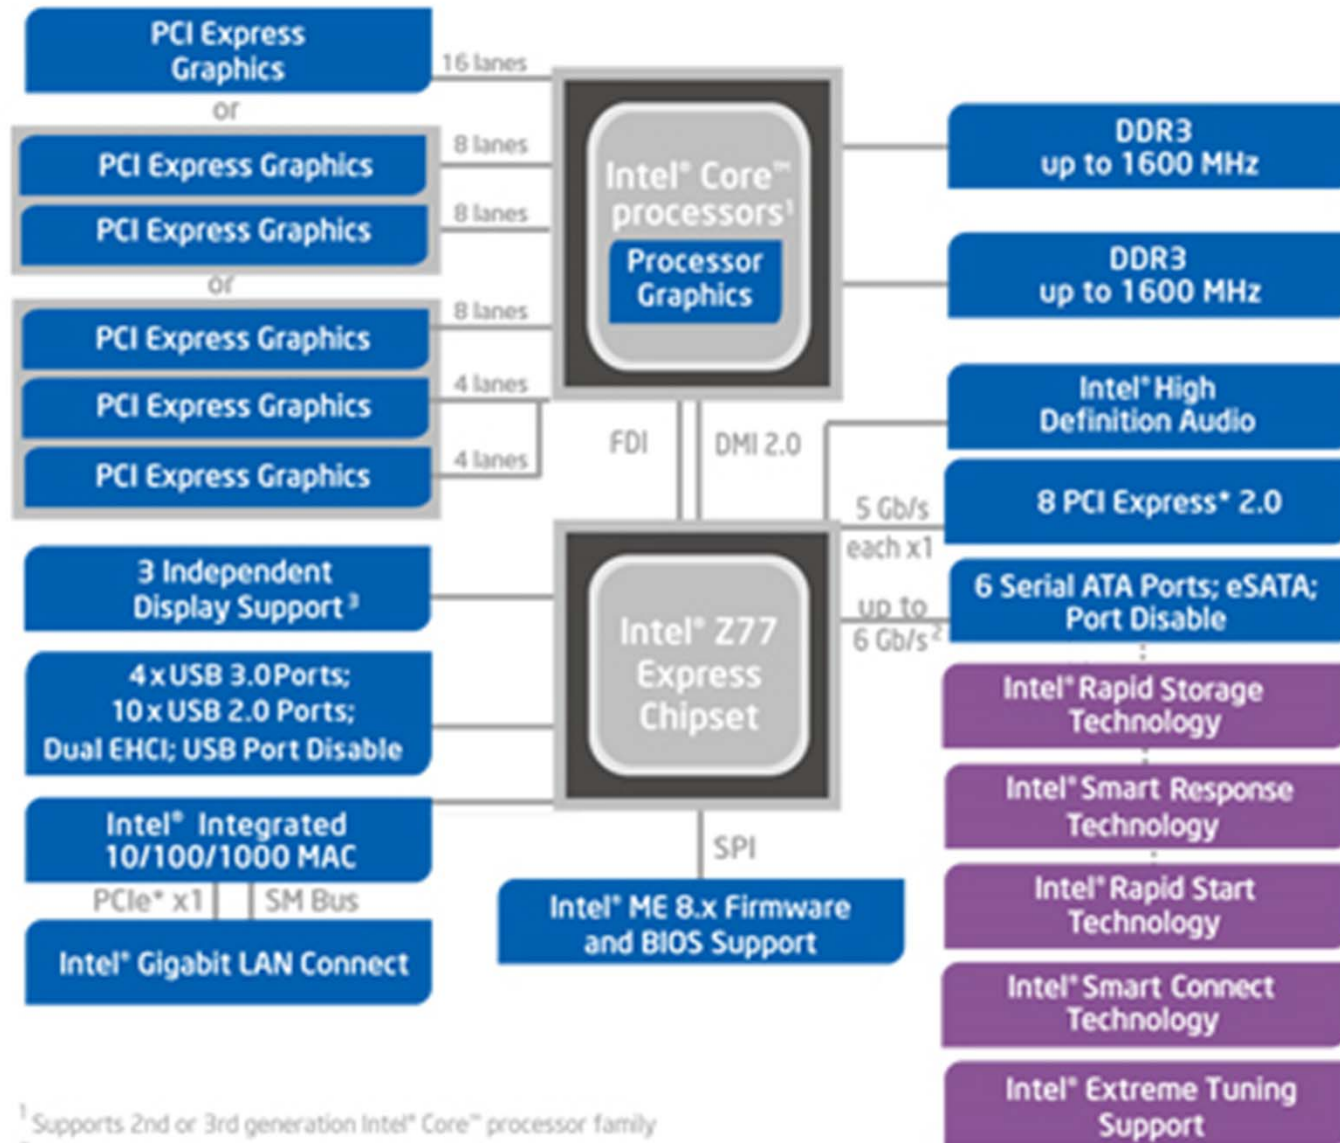 PCI Express
Graphics
16 lanes
or
PCI Express Graphics
8 lanes
PCI Express Graphics
8 lanes
or
PCI Express Graphics
8 lanes
PCI Express Graphics
4 lanes
PCI Express Graphics
4 lanes
Intel® Core™
processors¹
Processor
Graphics
DDR3
up to 1600 MHz
DDR3
up to 1600 MHz
FDI
DMI 2.0
Intel® High
Definition Audio
5 Gb/s
each x1
8 PCI Express* 2.0
up to
6 Gb/s²
6 Serial ATA Ports; eSATA;
Port Disable
3 Independent
Display Support³
4 x USB 3.0 Ports;
10 x USB 2.0 Ports;
Dual EHCI; USB Port Disable
Intel® Integrated
10/100/1000 MAC
PCIe* x1
SM Bus
Intel® Gigabit LAN Connect
Intel® Z77
Express
Chipset
SPI
Intel® ME 8.x Firmware
and BIOS Support
Intel® Rapid Storage
Technology
Intel® Smart Response
Technology
Intel® Rapid Start
Technology
Intel® Smart Connect
Technology
Intel® Extreme Tuning
Support
¹ Supports 2nd or 3rd generation Intel® Core™ processor family